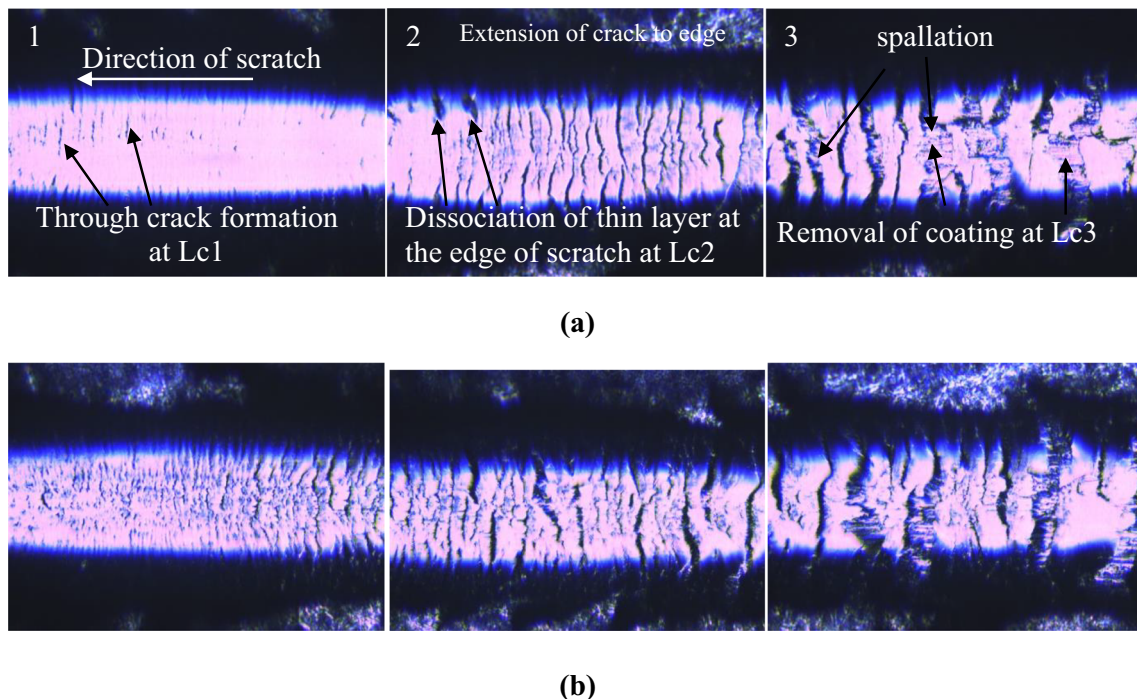 1
Direction of scratch
Through crack formation
at Lc1
2
Extension of crack to edge
Dissociation of thin layer at
the edge of scratch at Lc2
3
spallation
Removal of coating at Lc3
(a)
(b)